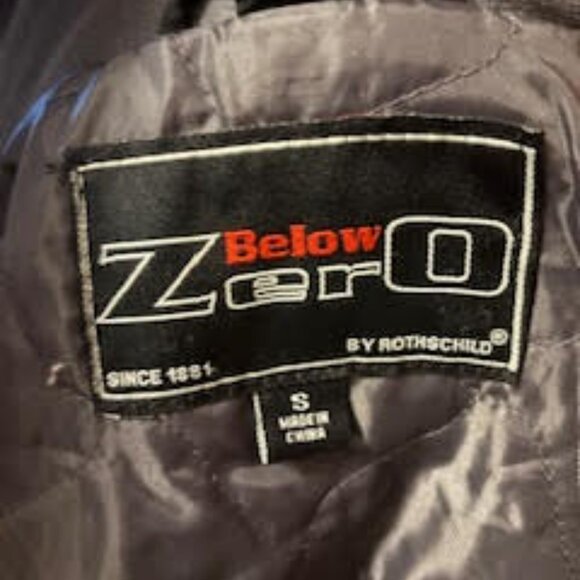 Below
ZerO
BY ROTHSCHILD®
SINCE 1881
S
MADE IN
CHINA